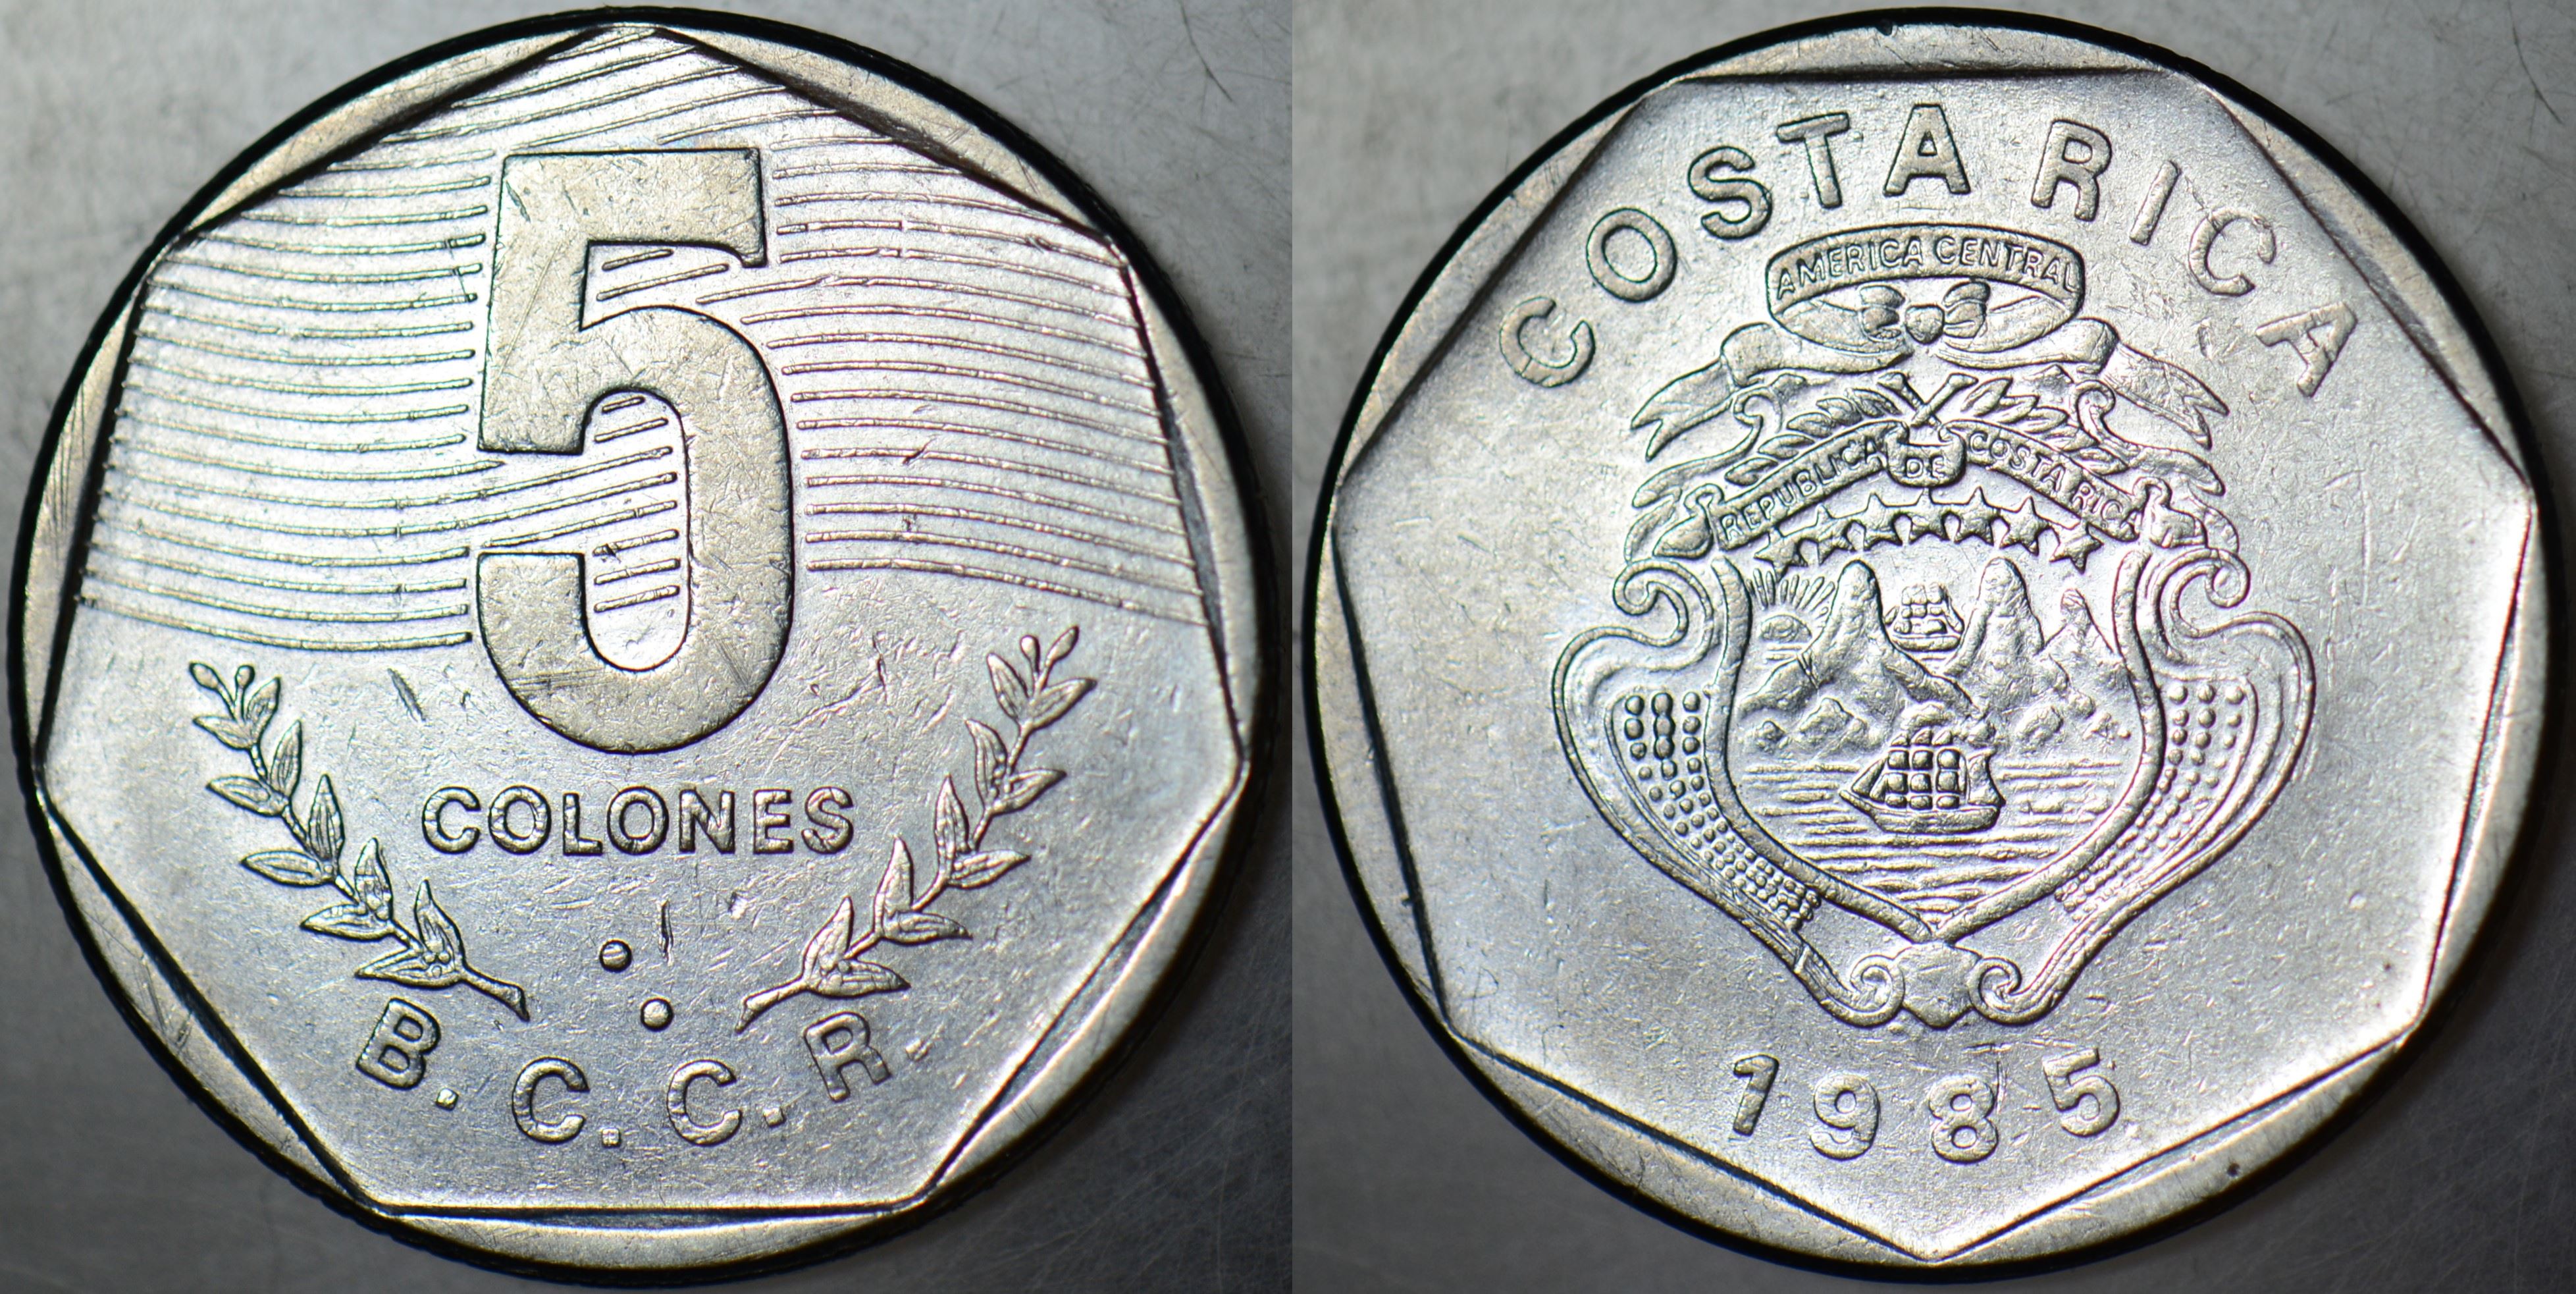 5
COLONES
B.C.C.R.
COSTA RICA
AMERICA CENTRAL
REPUBLICA DE COSTA RICA
1985